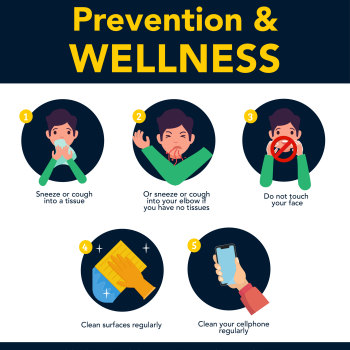 Prevention &
WELLNESS
1
Sneeze or cough
into a tissue
2
Or sneeze or cough
into your elbow if
you have no tissues
3
Do not touch
your face
4
Clean surfaces regularly
5
Clean your cellphone
regularly